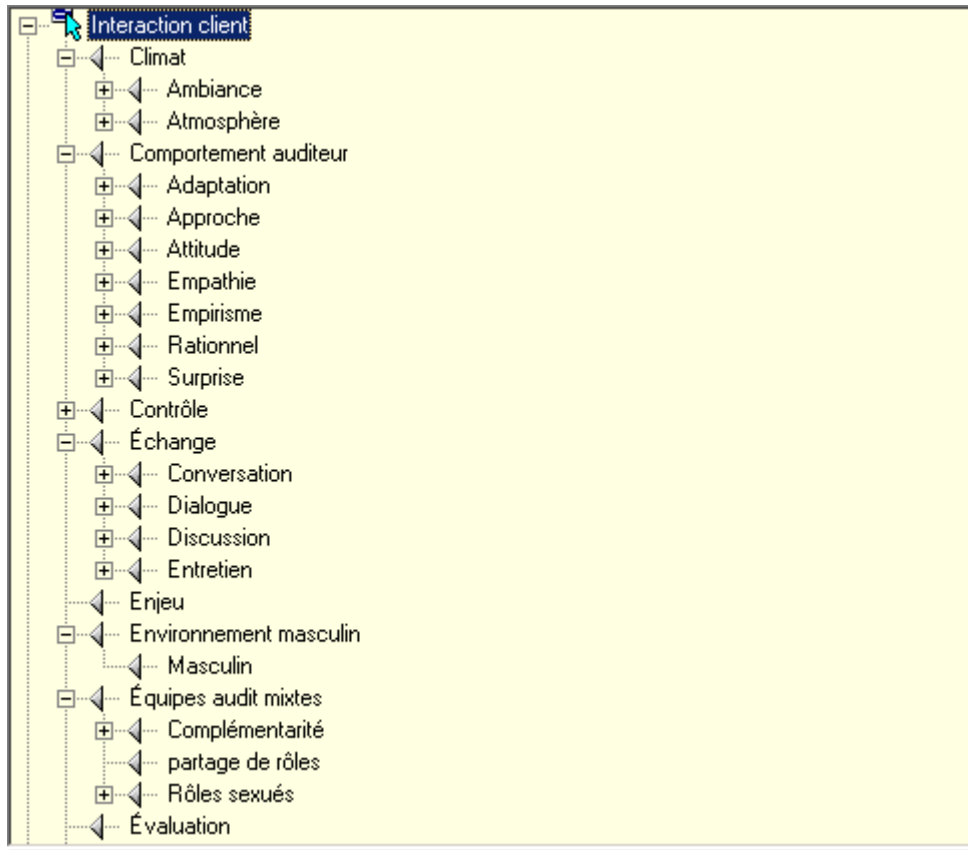 Interaction client
Climat
Ambiance
Atmosphère
Comportement auditeur
Adaptation
Approche
Attitude
Empathie
Empirisme
Rationnel
Surprise
Contrôle
Échange
Conversation
Dialogue
Discussion
Entretien
Enjeu
Environnement masculin
Masculin
Équipes audit mixtes
Complémentarité
partage de rôles
Rôles sexués
Évaluation